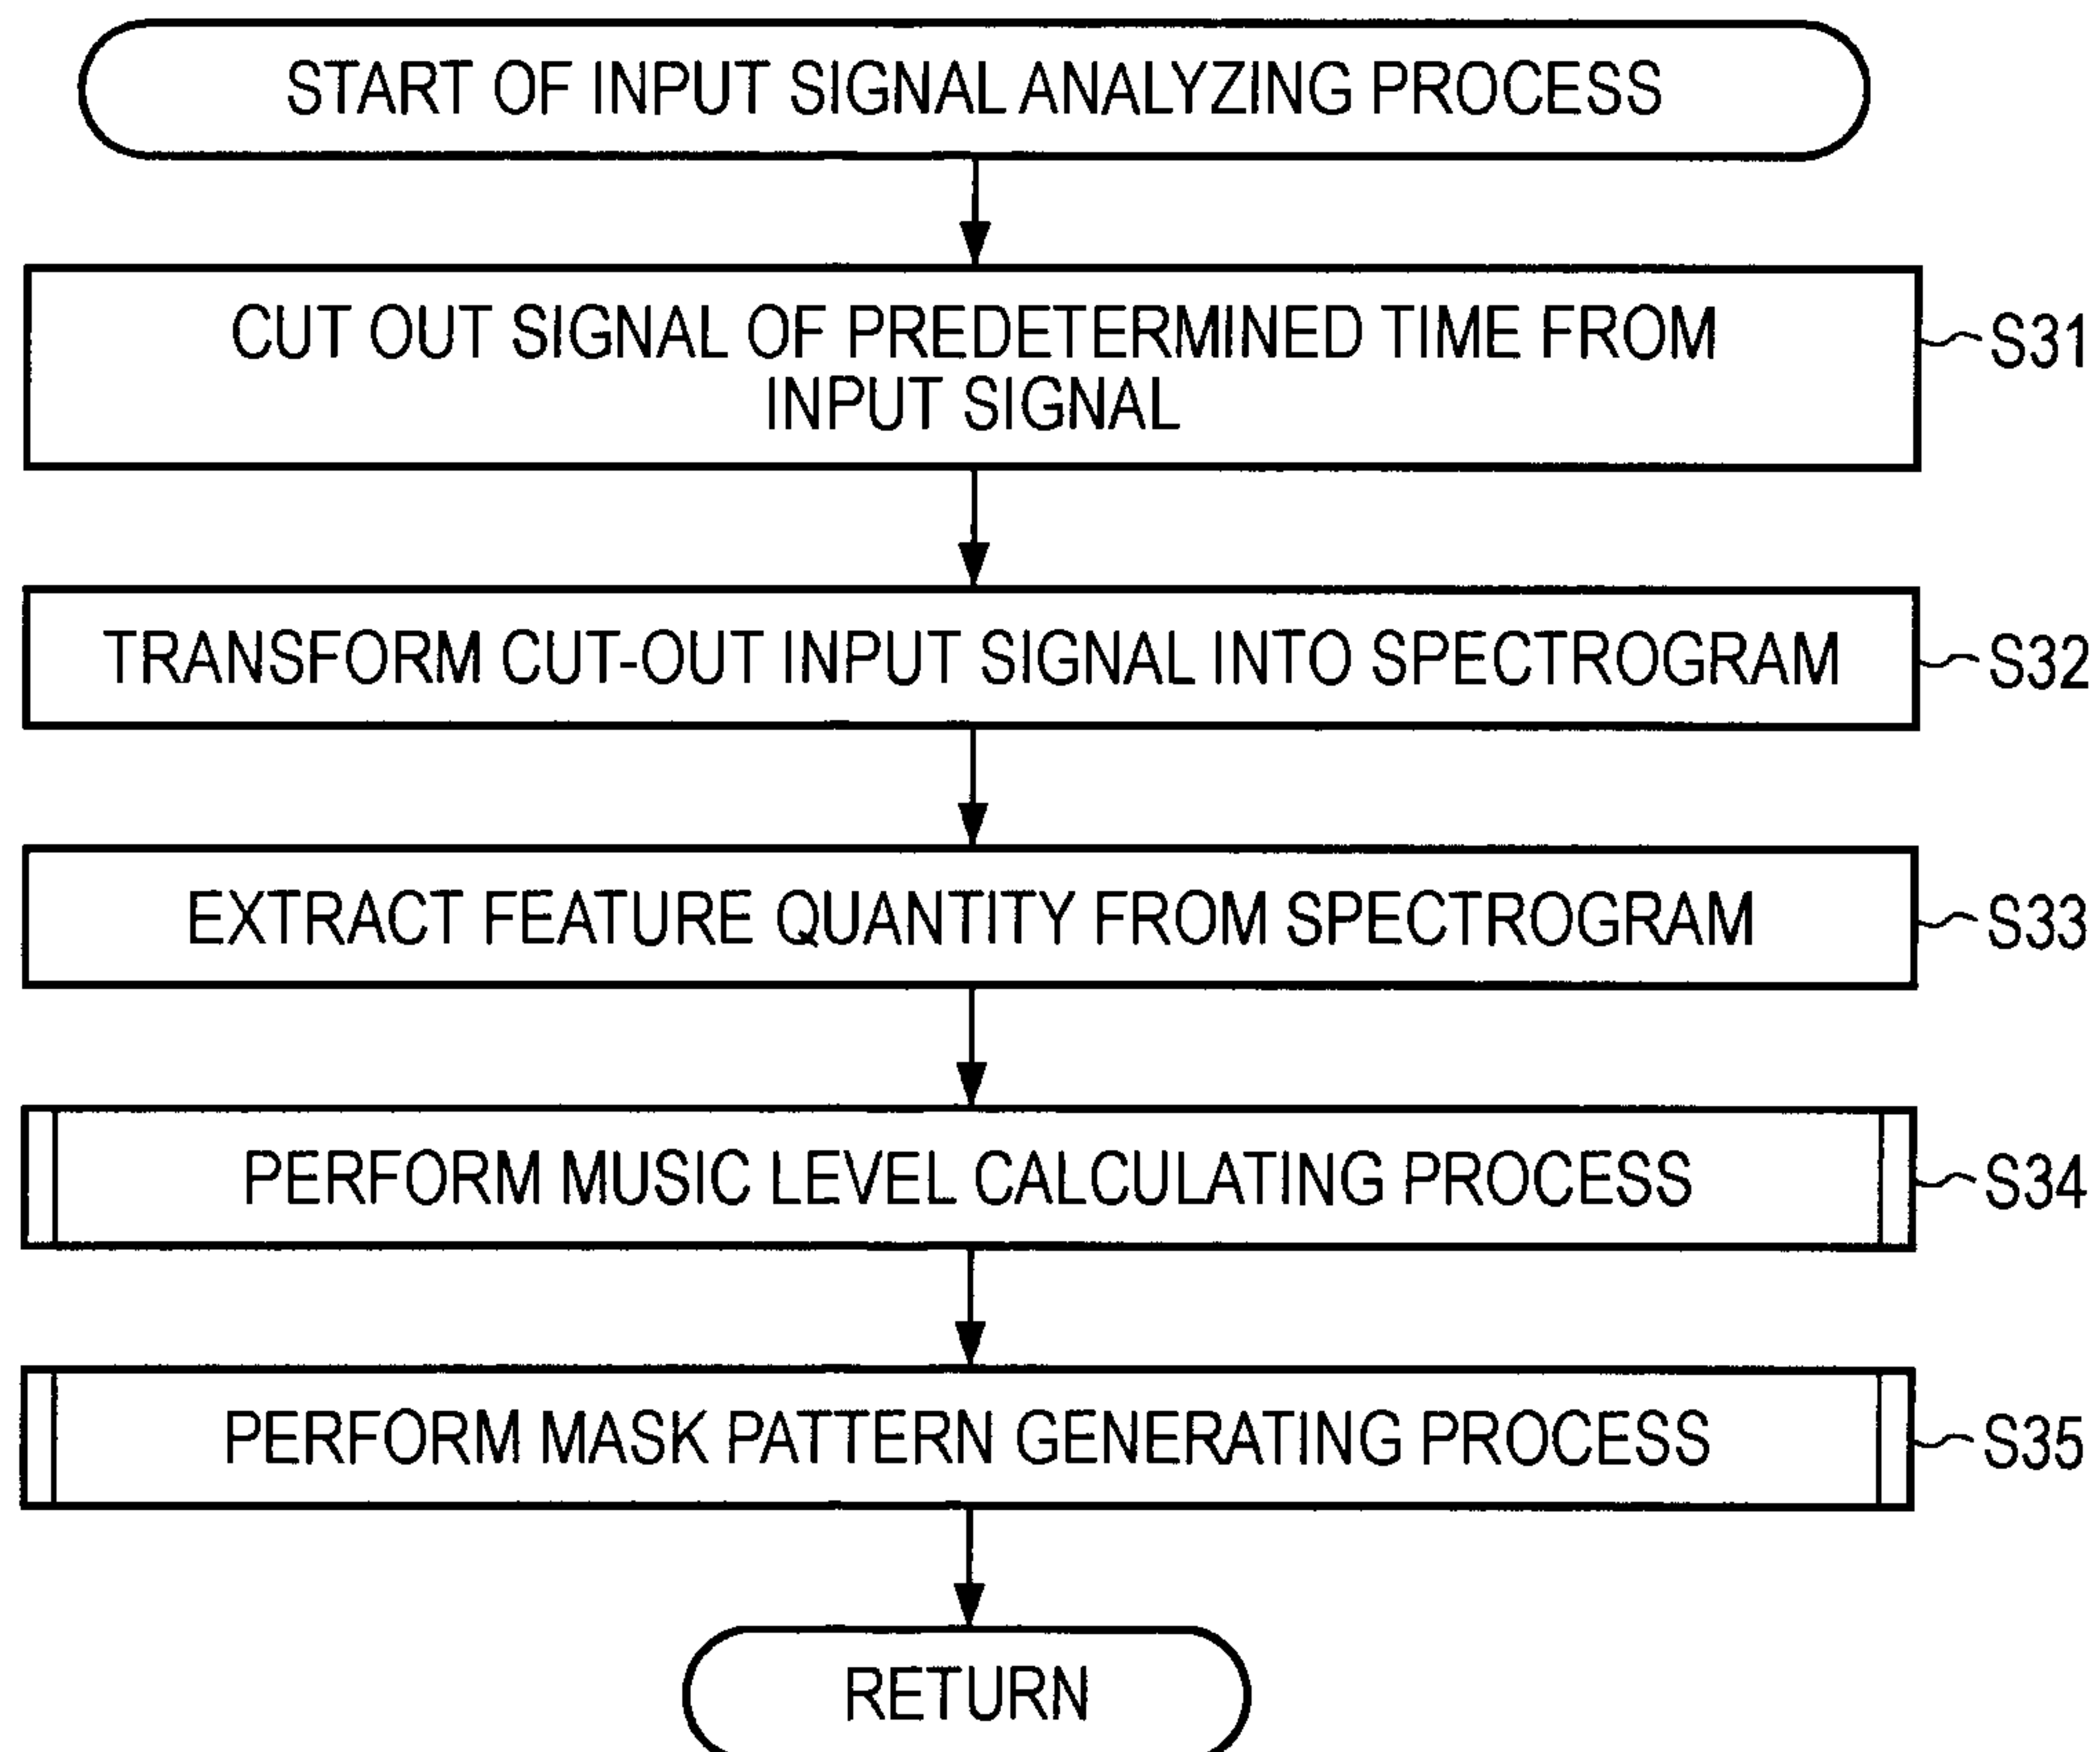 START OF INPUT SIGNAL ANALYZING PROCESS
CUT OUT SIGNAL OF PREDETERMINED TIME FROM
INPUT SIGNAL
S31
TRANSFORM CUT-OUT INPUT SIGNAL INTO SPECTROGRAM
S32
EXTRACT FEATURE QUANTITY FROM SPECTROGRAM
S33
PERFORM MUSIC LEVEL CALCULATING PROCESS
S34
PERFORM MASK PATTERN GENERATING PROCESS
S35
RETURN